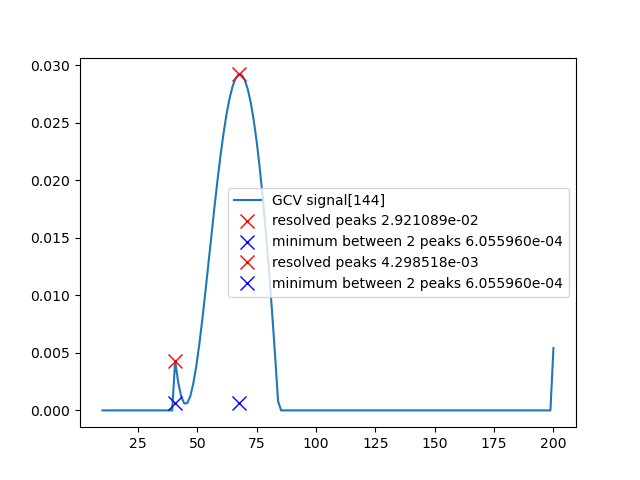 0.030
0.025
0.020
0.015
0.010
0.005
0.000
GCV signal[144]
resolved peaks 2.921089e-02
minimum between 2 peaks 6.055960e-04
resolved peaks 4.298518e-03
minimum between 2 peaks 6.055960e-04
25 50 75 100 125 150 175 200